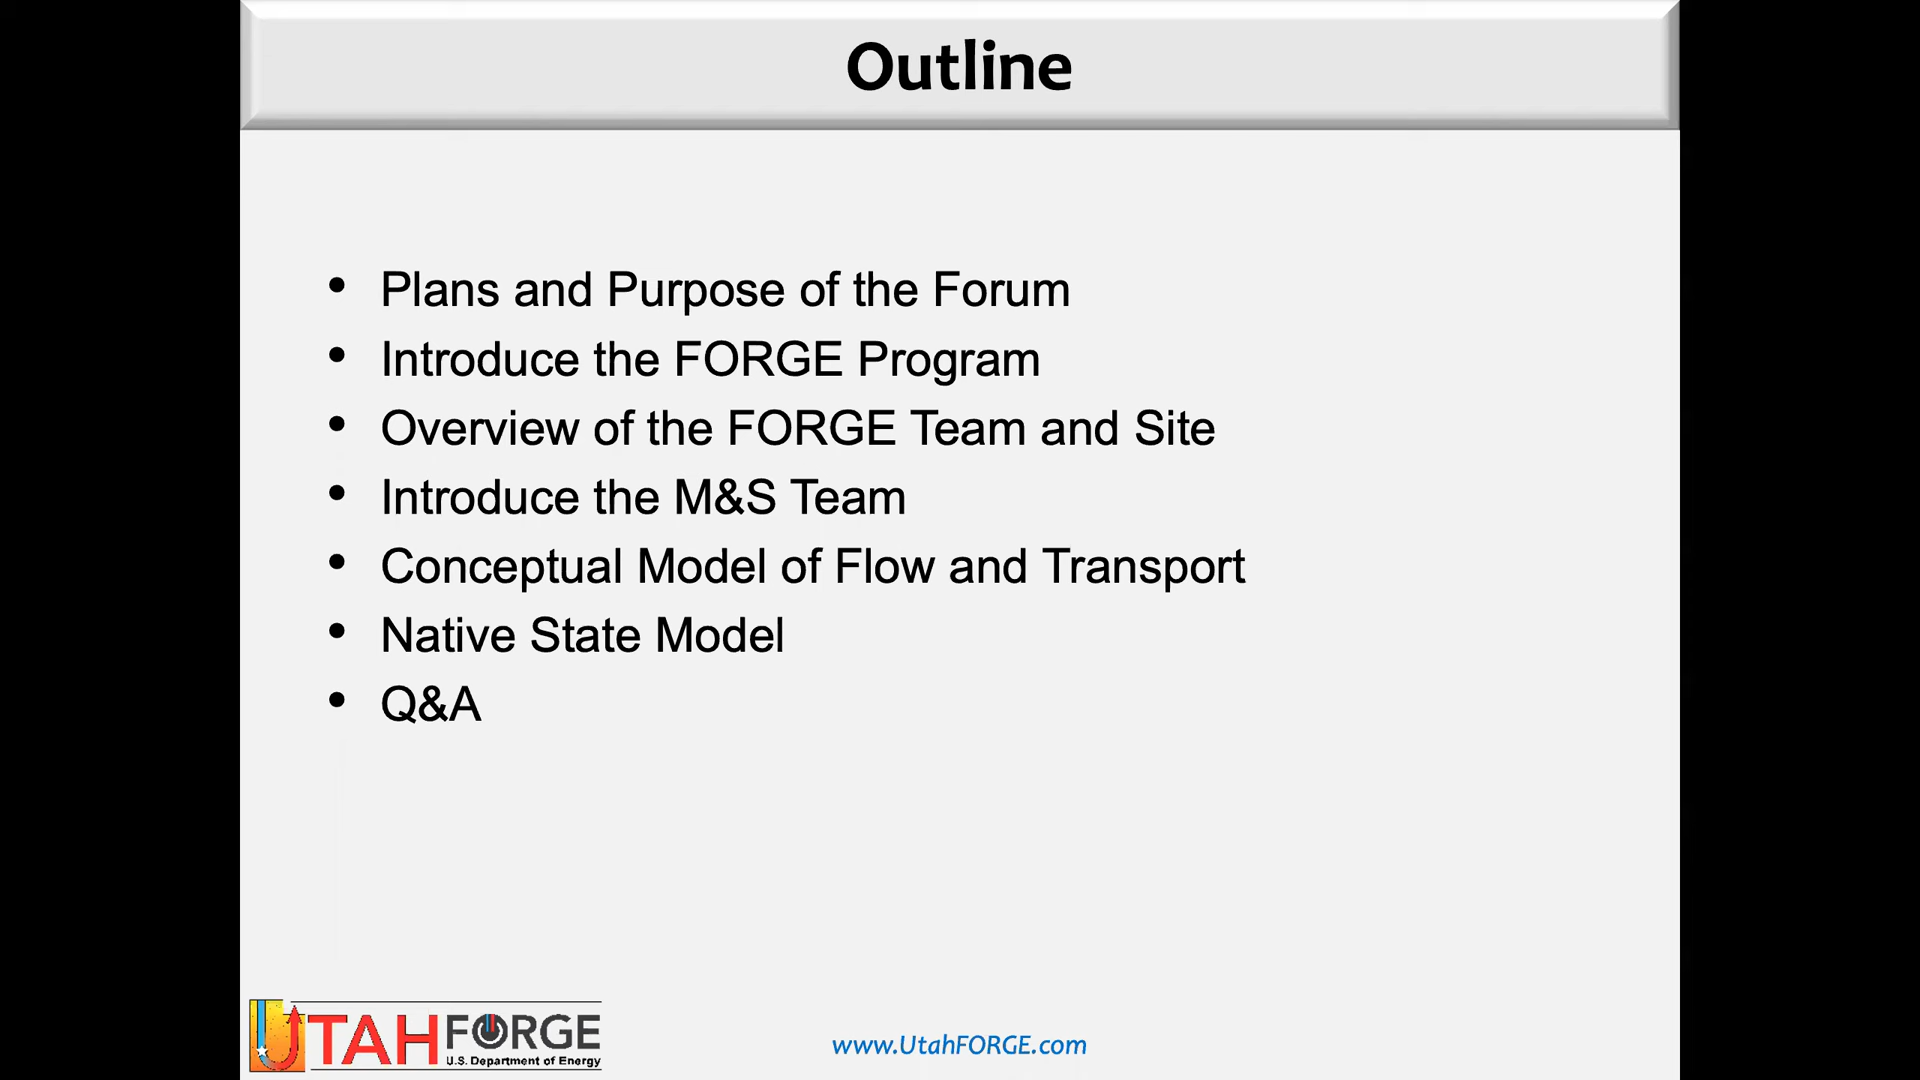 Outline
• Plans and Purpose of the Forum
• Introduce the FORGE Program
• Overview of the FORGE Team and Site
• Introduce the M&S Team
• Conceptual Model of Flow and Transport
• Native State Model
• Q&A
UTAH FORGE
U.S. Department of Energy
www.UtahFORGE.com